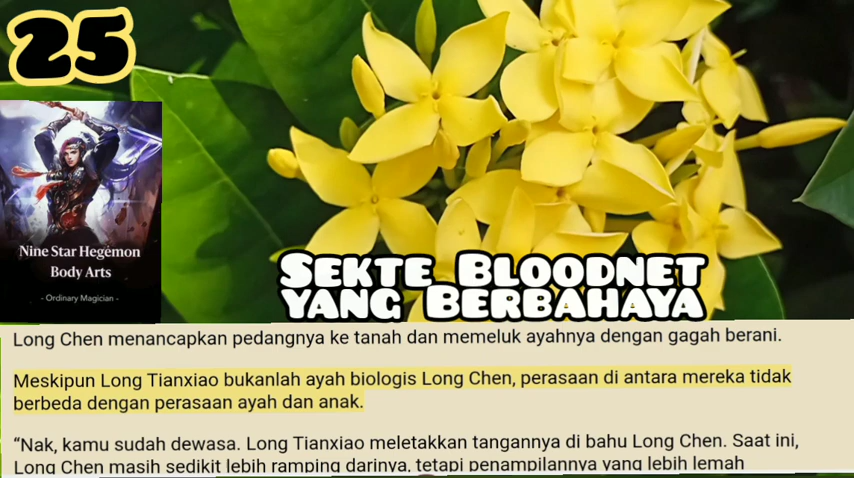 25
Nine Star Hegemon
Body Arts
- Ordinary Magician -
SEKTE BLOODNET
YANG BERBAHAYA
Long Chen menancapkan pedangnya ke tanah dan memeluk ayahnya dengan gagah berani.
Meskipun Long Tianxiao bukanlah ayah biologis Long Chen, perasaan di antara mereka tidak
berbeda dengan perasaan ayah dan anak.
“Nak, kamu sudah dewasa. Long Tianxiao meletakkan tangannya di bahu Long Chen. Saat ini,
Long Chen masih sedikit lebih ramping darinya, tetapi penampilannya yang lebih lemah